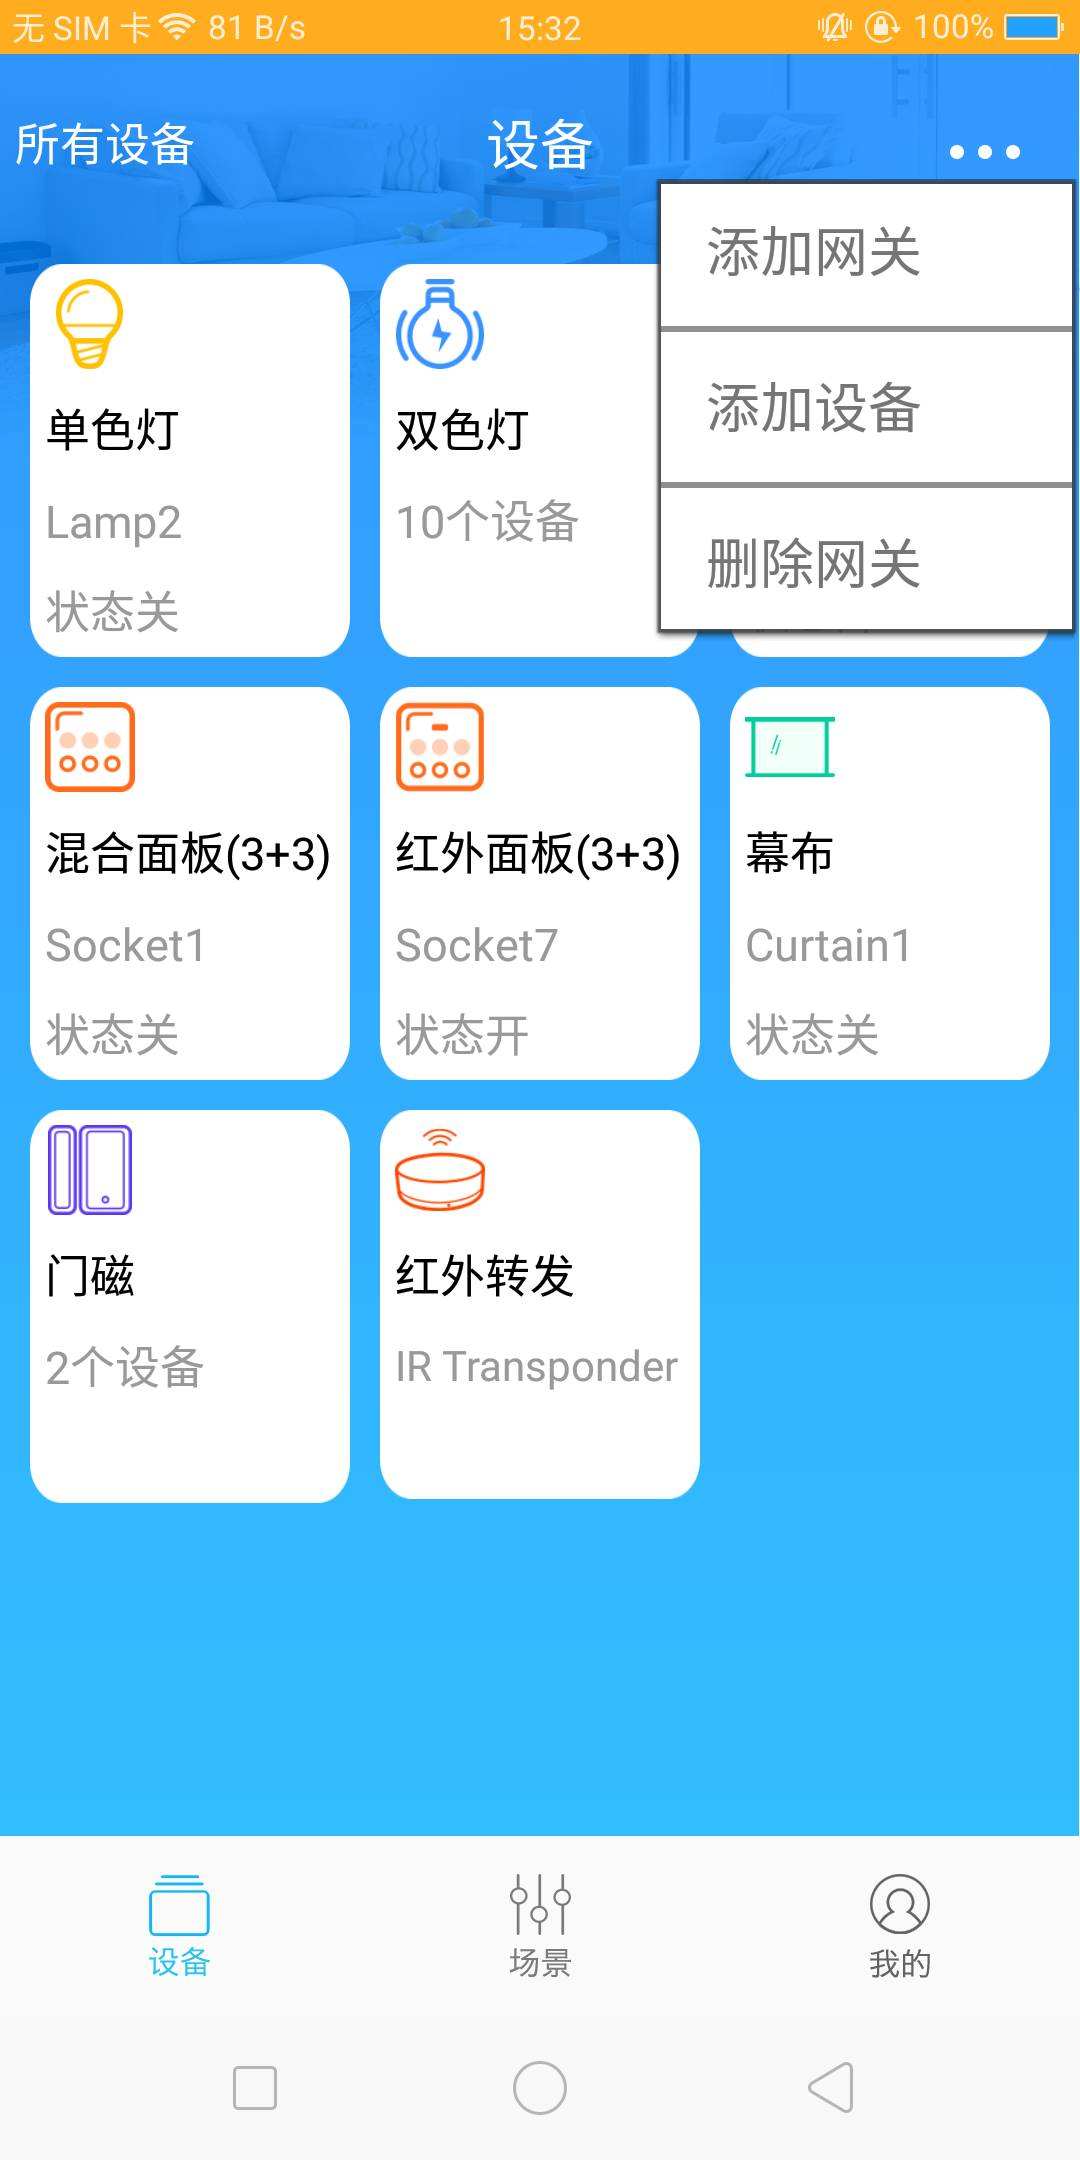 无 SIM 卡 81 B/s 15:32 100%
所有设备 设备
添加网关
添加设备
删除网关
单色灯
Lamp2
状态关
双色灯
10个设备
混合面板(3+3)
Socket1
状态关
红外面板(3+3)
Socket7
状态开
幕布
Curtain1
状态关
门磁
2个设备
红外转发
IR Transponder
设备 场景 我的